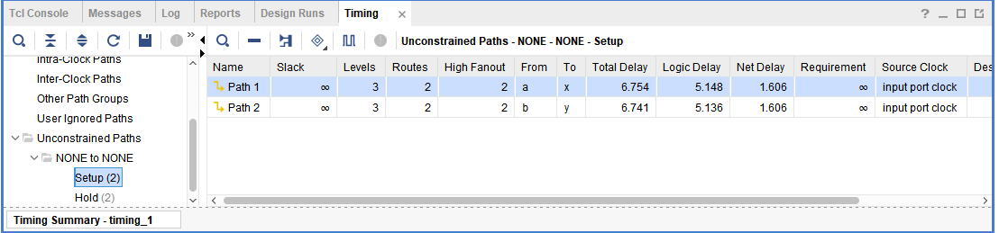 Tcl Console Messages Log Reports Design Runs Timing × ?
» Unconstrained Paths - NONE - NONE - Setup
Intra-Clock Paths
Inter-Clock Paths
Other Path Groups
User Ignored Paths
Unconstrained Paths
NONE to NONE
Setup (2)
Hold (2)
Name Slack Levels Routes High Fanout From To Total Delay Logic Delay Net Delay Requirement Source Clock Des
Path 1 ∞ 3 2 2 a x 6.754 5.148 1.606 ∞ input port clock
Path 2 ∞ 3 2 2 b y 6.741 5.136 1.606 ∞ input port clock
Timing Summary - timing_1